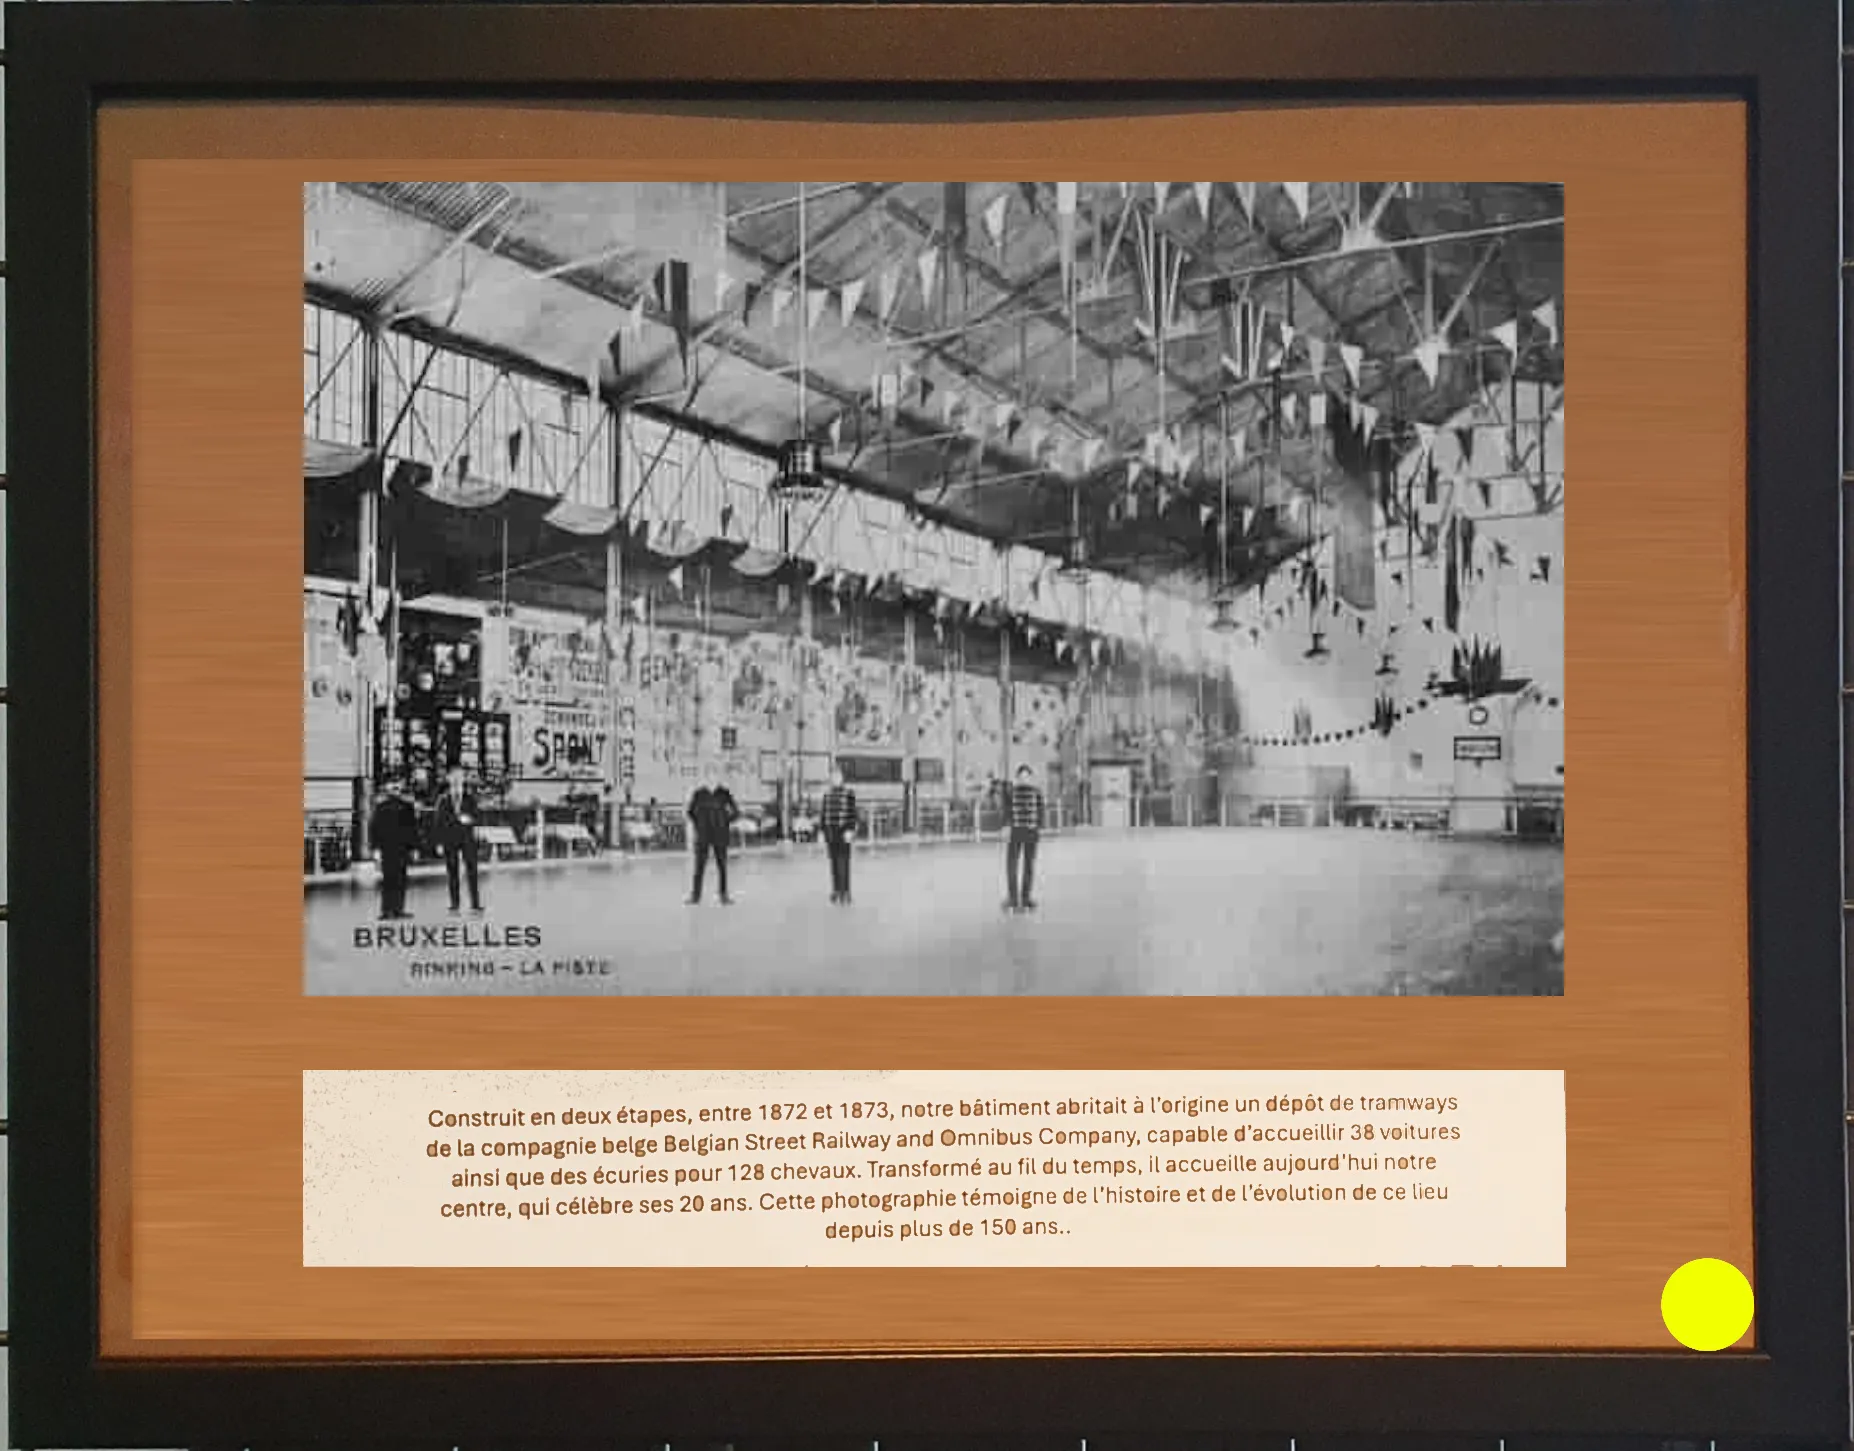 SPONT
BRUXELLES
RINKING – LA PISTE
Construit en deux étapes, entre 1872 et 1873, notre bâtiment abritait à l'origine un dépôt de tramways
de la compagnie belge Belgian Street Railway and Omnibus Company, capable d'accueillir 38 voitures
ainsi que des écuries pour 128 chevaux. Transformé au fil du temps, il accueille aujourd'hui notre
centre, qui célèbre ses 20 ans. Cette photographie témoigne de l'histoire et de l'évolution de ce lieu
depuis plus de 150 ans..